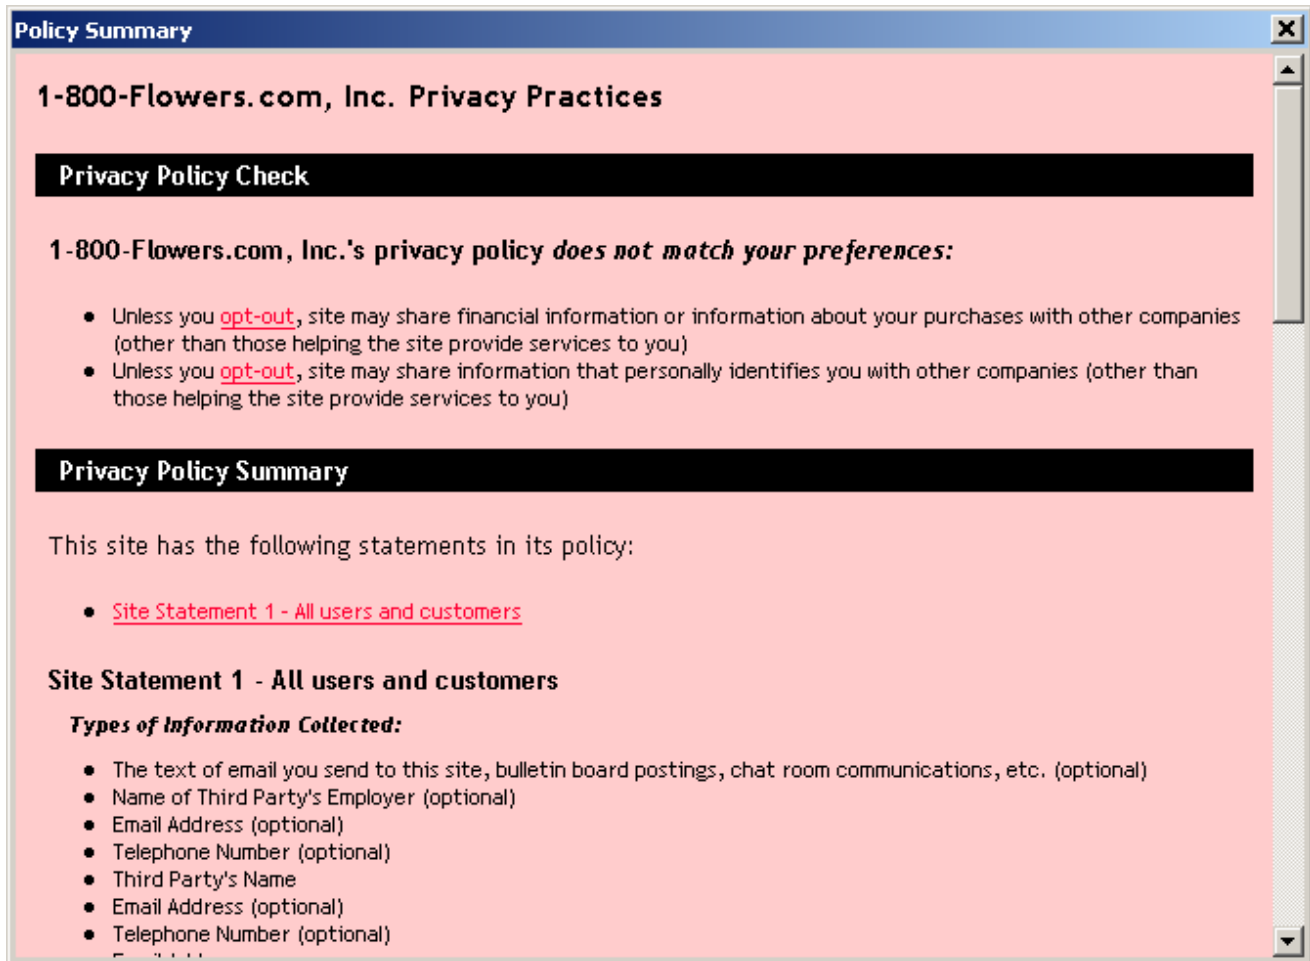 Policy Summary
1-800-Flowers.com, Inc. Privacy Practices
Privacy Policy Check
1-800-Flowers.com, Inc.'s privacy policy does not match your preferences:
• Unless you opt-out, site may share financial information or information about your purchases with other companies
(other than those helping the site provide services to you)
• Unless you opt-out, site may share information that personally identifies you with other companies (other than
those helping the site provide services to you)
Privacy Policy Summary
This site has the following statements in its policy:
• Site Statement 1 - All users and customers
Site Statement 1 - All users and customers
Types of Information Collected:
• The text of email you send to this site, bulletin board postings, chat room communications, etc. (optional)
• Name of Third Party's Employer (optional)
• Email Address (optional)
• Telephone Number (optional)
• Third Party's Name
• Email Address (optional)
• Telephone Number (optional)